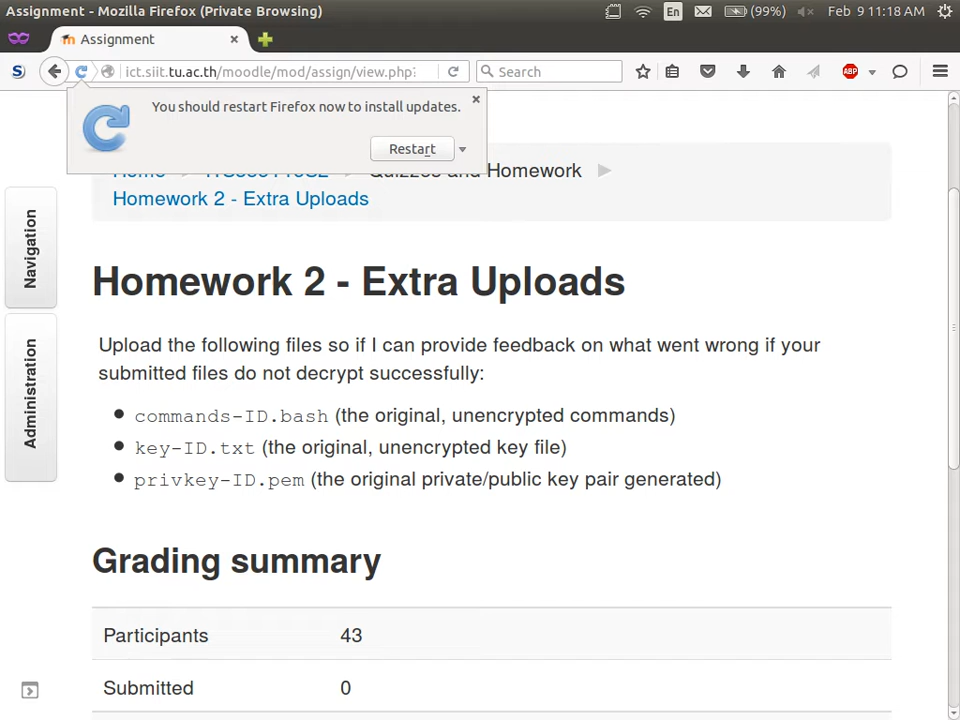 Assignment - Mozilla Firefox (Private Browsing)
En
(99%)
Feb 9 11:18 AM
Assignment
ict.siit.tu.ac.th/moodle/mod/assign/view.php?
Search
ABP
You should restart Firefox now to install updates.
Restart
Quizzes and Homework
Homework 2 - Extra Uploads
Navigation
Administration
Homework 2 - Extra Uploads
Upload the following files so if I can provide feedback on what went wrong if your
submitted files do not decrypt successfully:
commands-ID.bash (the original, unencrypted commands)
key-ID.txt (the original, unencrypted key file)
privkey-ID.pem (the original private/public key pair generated)
Grading summary
Participants 43
Submitted 0